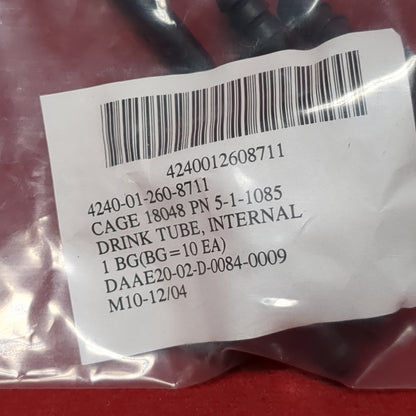 4240012608711
4240-01-260-8711
CAGE 18048 PN 5-1-1085
DRINK TUBE, INTERNAL
1 BG(BG=10 EA)
DAAE20-02-D-0084-0009
M10-12/04